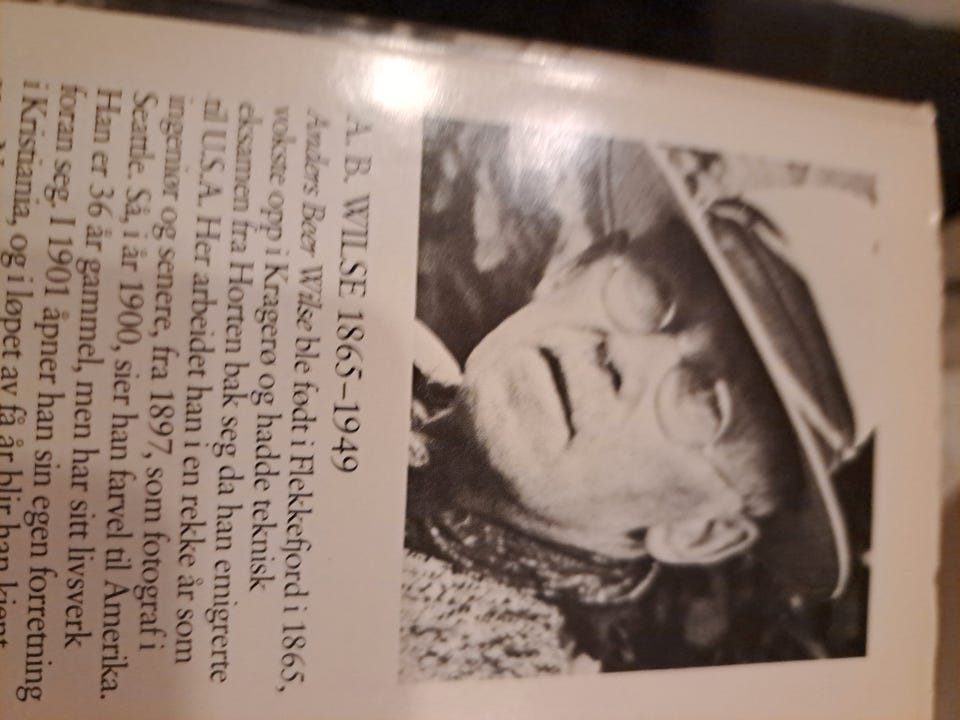 A. B. WILSE 1865–1949
Anders Beer Wilse ble født i Flekkefjord i 1865,
vokste opp i Kragerø og hadde teknisk
eksamen fra Horten bak seg da han emigrerte
til U.S.A. Her arbeidet han i en rekke år som
ingeniør og senere, fra 1897, som fotograf i
Seattle. Så, i år 1900, sier han farvel til Amerika.
Han er 36 år gammel, men har sitt livsverk
foran seg. I 1901 åpner han sin egen forretning
i Kristiania, og i løpet av få år blir han kjent